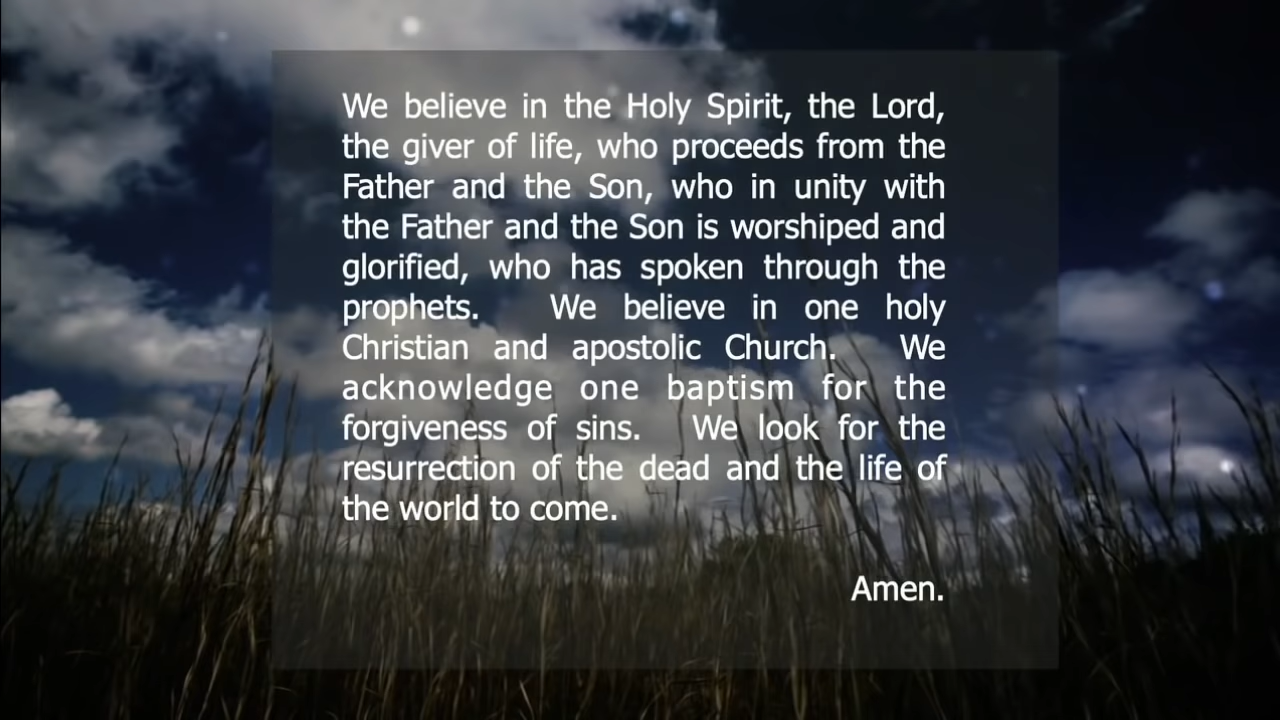 We believe in the Holy Spirit, the Lord,
the giver of life, who proceeds from the
Father and the Son, who in unity with
the Father and the Son is worshiped and
glorified, who has spoken through the
prophets. We believe in one holy
Christian and apostolic Church. We
acknowledge one baptism for the
forgiveness of sins. We look for the
resurrection of the dead and the life of
the world to come.
Amen.